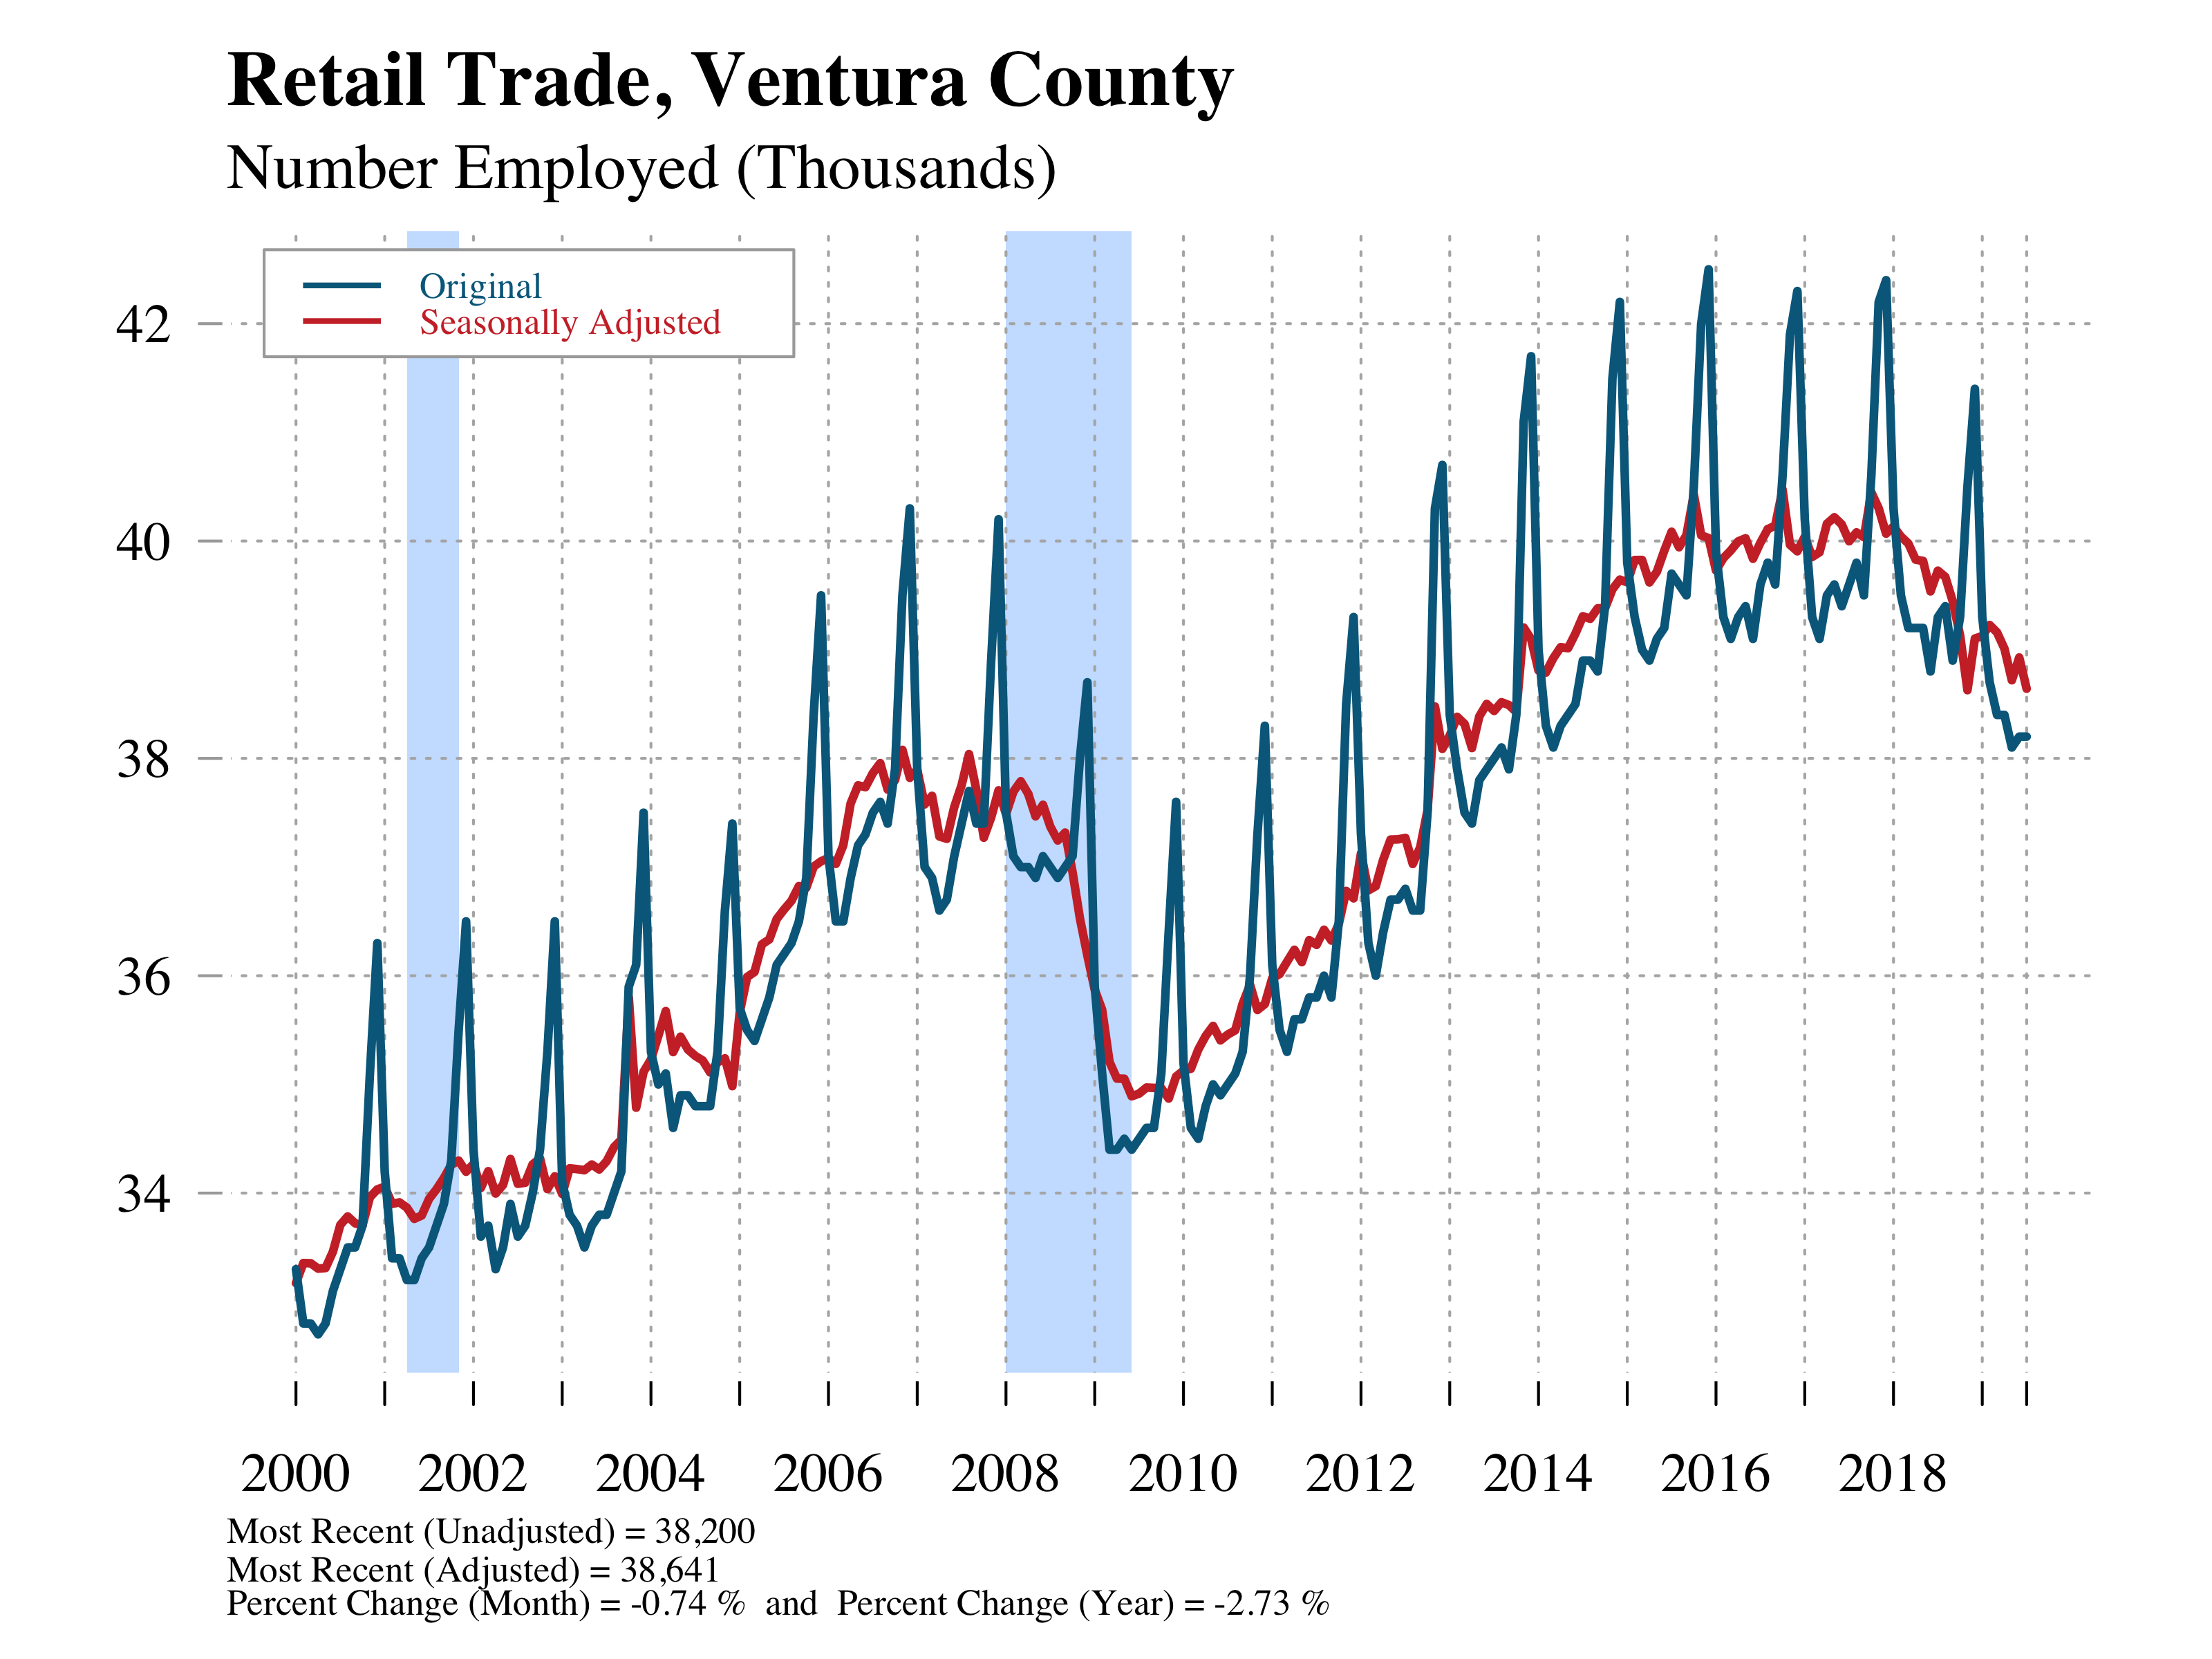 Retail Trade, Ventura County
Number Employed (Thousands)
Original
Seasonally Adjusted
42
40
38
36
34
2000 2002 2004 2006 2008 2010 2012 2014 2016 2018
Most Recent (Unadjusted) = 38,200
Most Recent (Adjusted) = 38,641
Percent Change (Month) = -0.74 % and Percent Change (Year) = -2.73 %